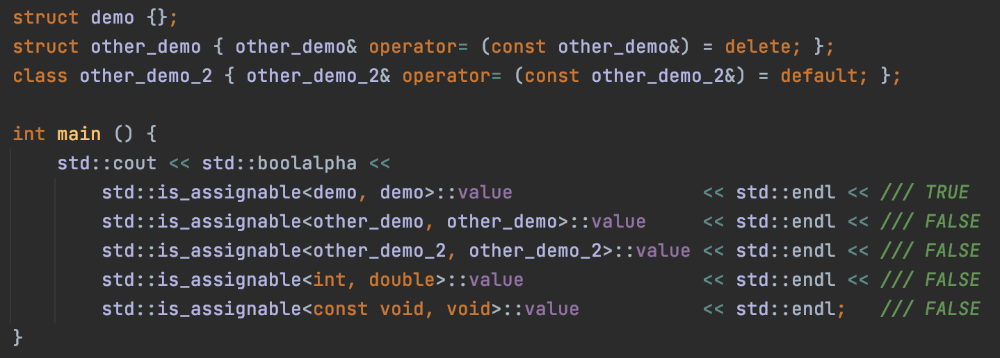 struct demo {};
struct other_demo { other_demo& operator= (const other_demo&) = delete; };
class other_demo_2 { other_demo_2& operator= (const other_demo_2&) = default; };
int main () {
std::cout << std::boolalpha <<
std::is_assignable<demo, demo>::value << std::endl << /// TRUE
std::is_assignable<other_demo, other_demo>::value << std::endl << /// FALSE
std::is_assignable<other_demo_2, other_demo_2>::value << std::endl << /// FALSE
std::is_assignable<int, double>::value << std::endl << /// FALSE
std::is_assignable<const void, void>::value << std::endl; /// FALSE
}